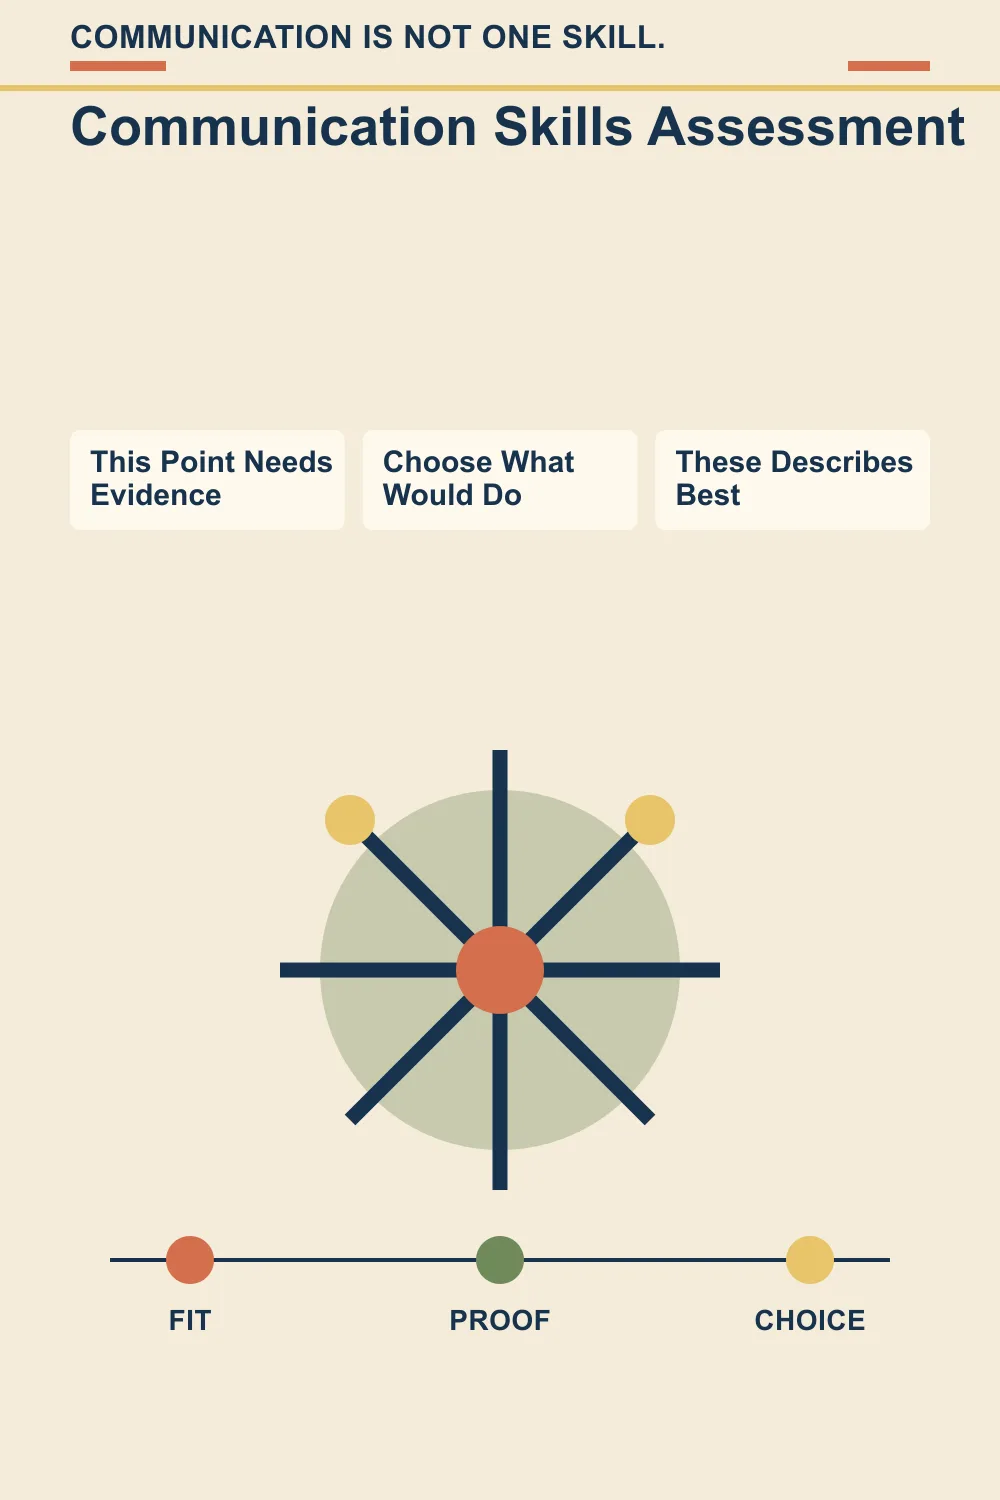 COMMUNICATION IS NOT ONE SKILL.
Communication Skills Assessment
This Point Needs
Evidence
Choose What
Would Do
These Describes
Best
FIT
PROOF
CHOICE